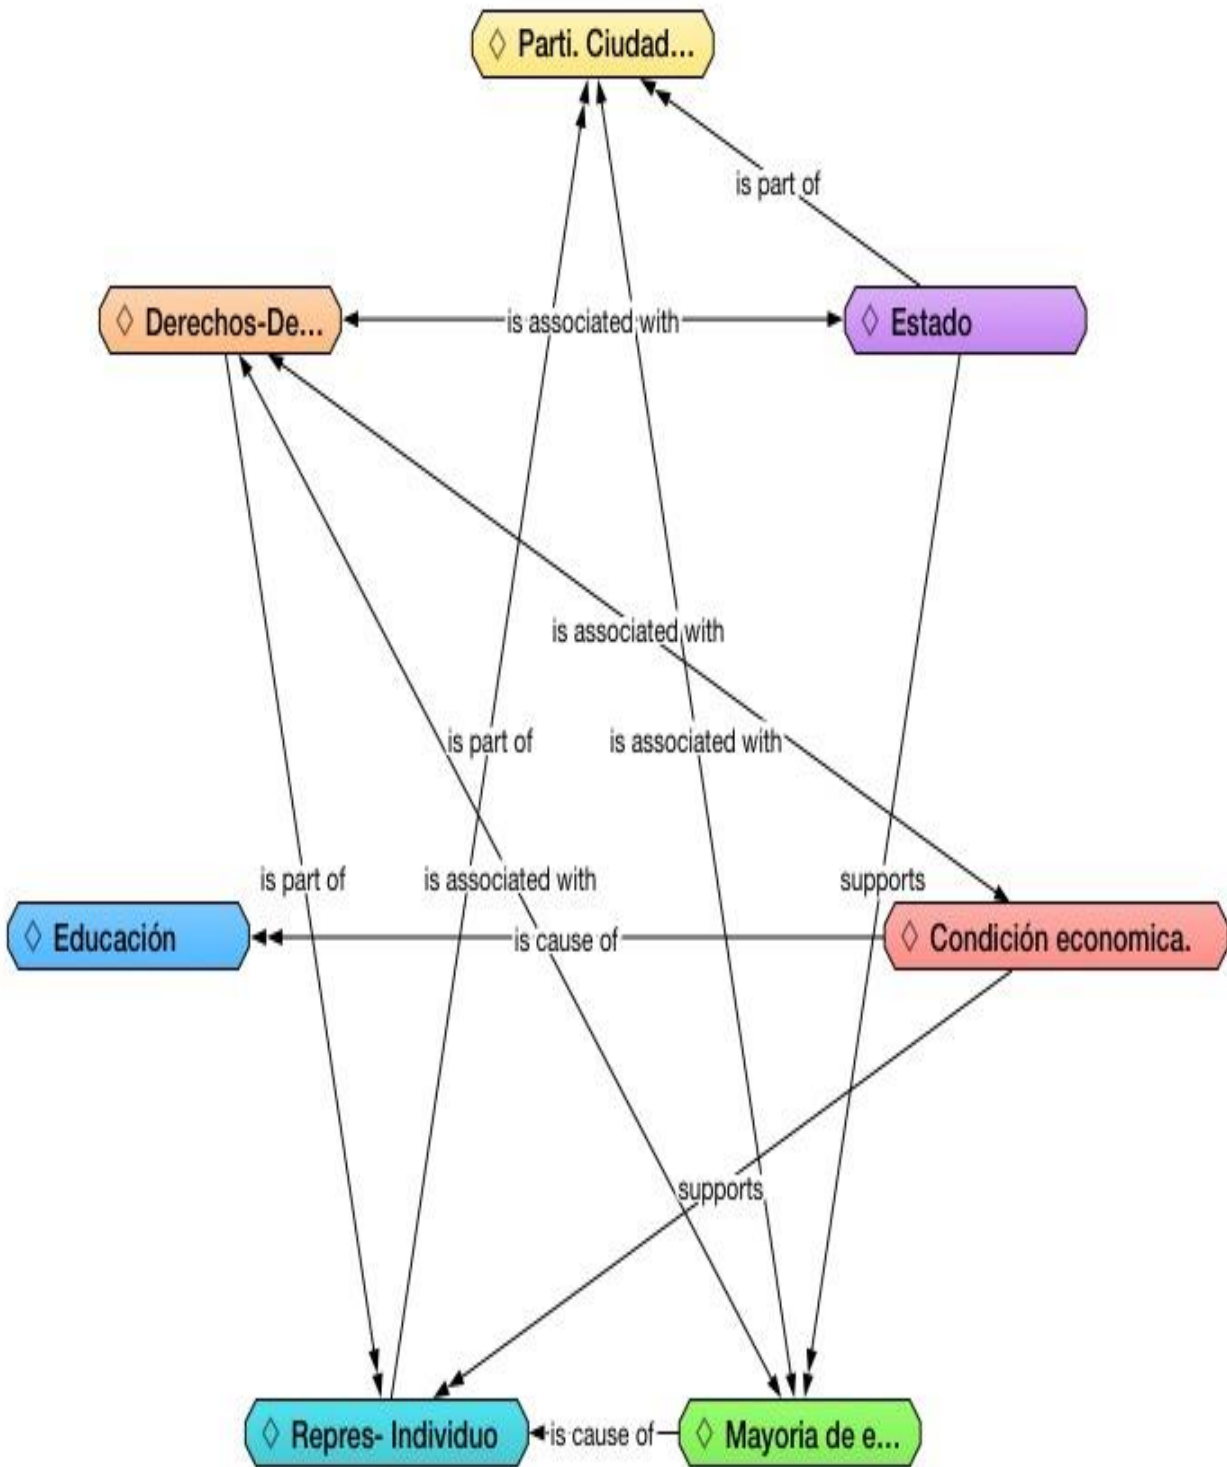 ◇ Parti. Ciudad...
is part of
◇ Derechos-De...
is associated with
◇ Estado
is associated with
is part of
is associated with
is part of
is associated with
supports
◇ Educación
is cause of
◇ Condición economica.
supports
◇ Repres- Individuo
is cause of
◇ Mayoria de e...